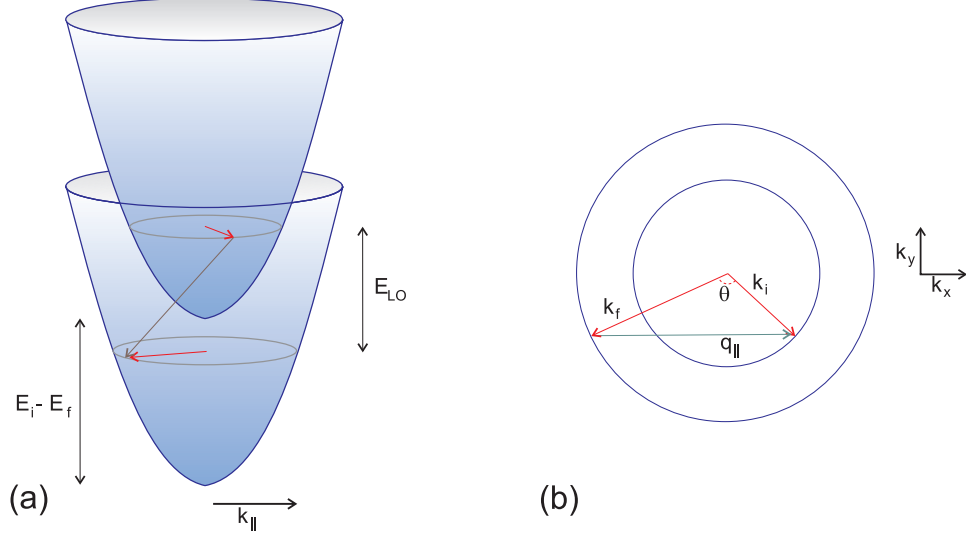 E_LO
E_i - E_f
k_||
(a)
k_f
θ
k_i
q_||
k_y
k_x
(b)